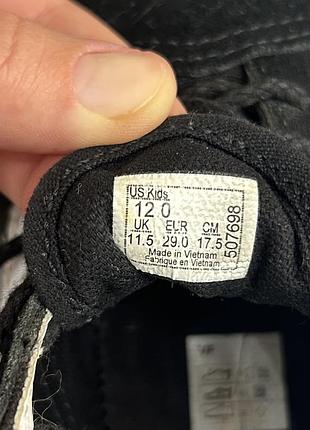 US Kids
12.0
UK EUR CM
11.5 29.0 17.5
Made in Vietnam
Fabriqué en Vietnam
507698